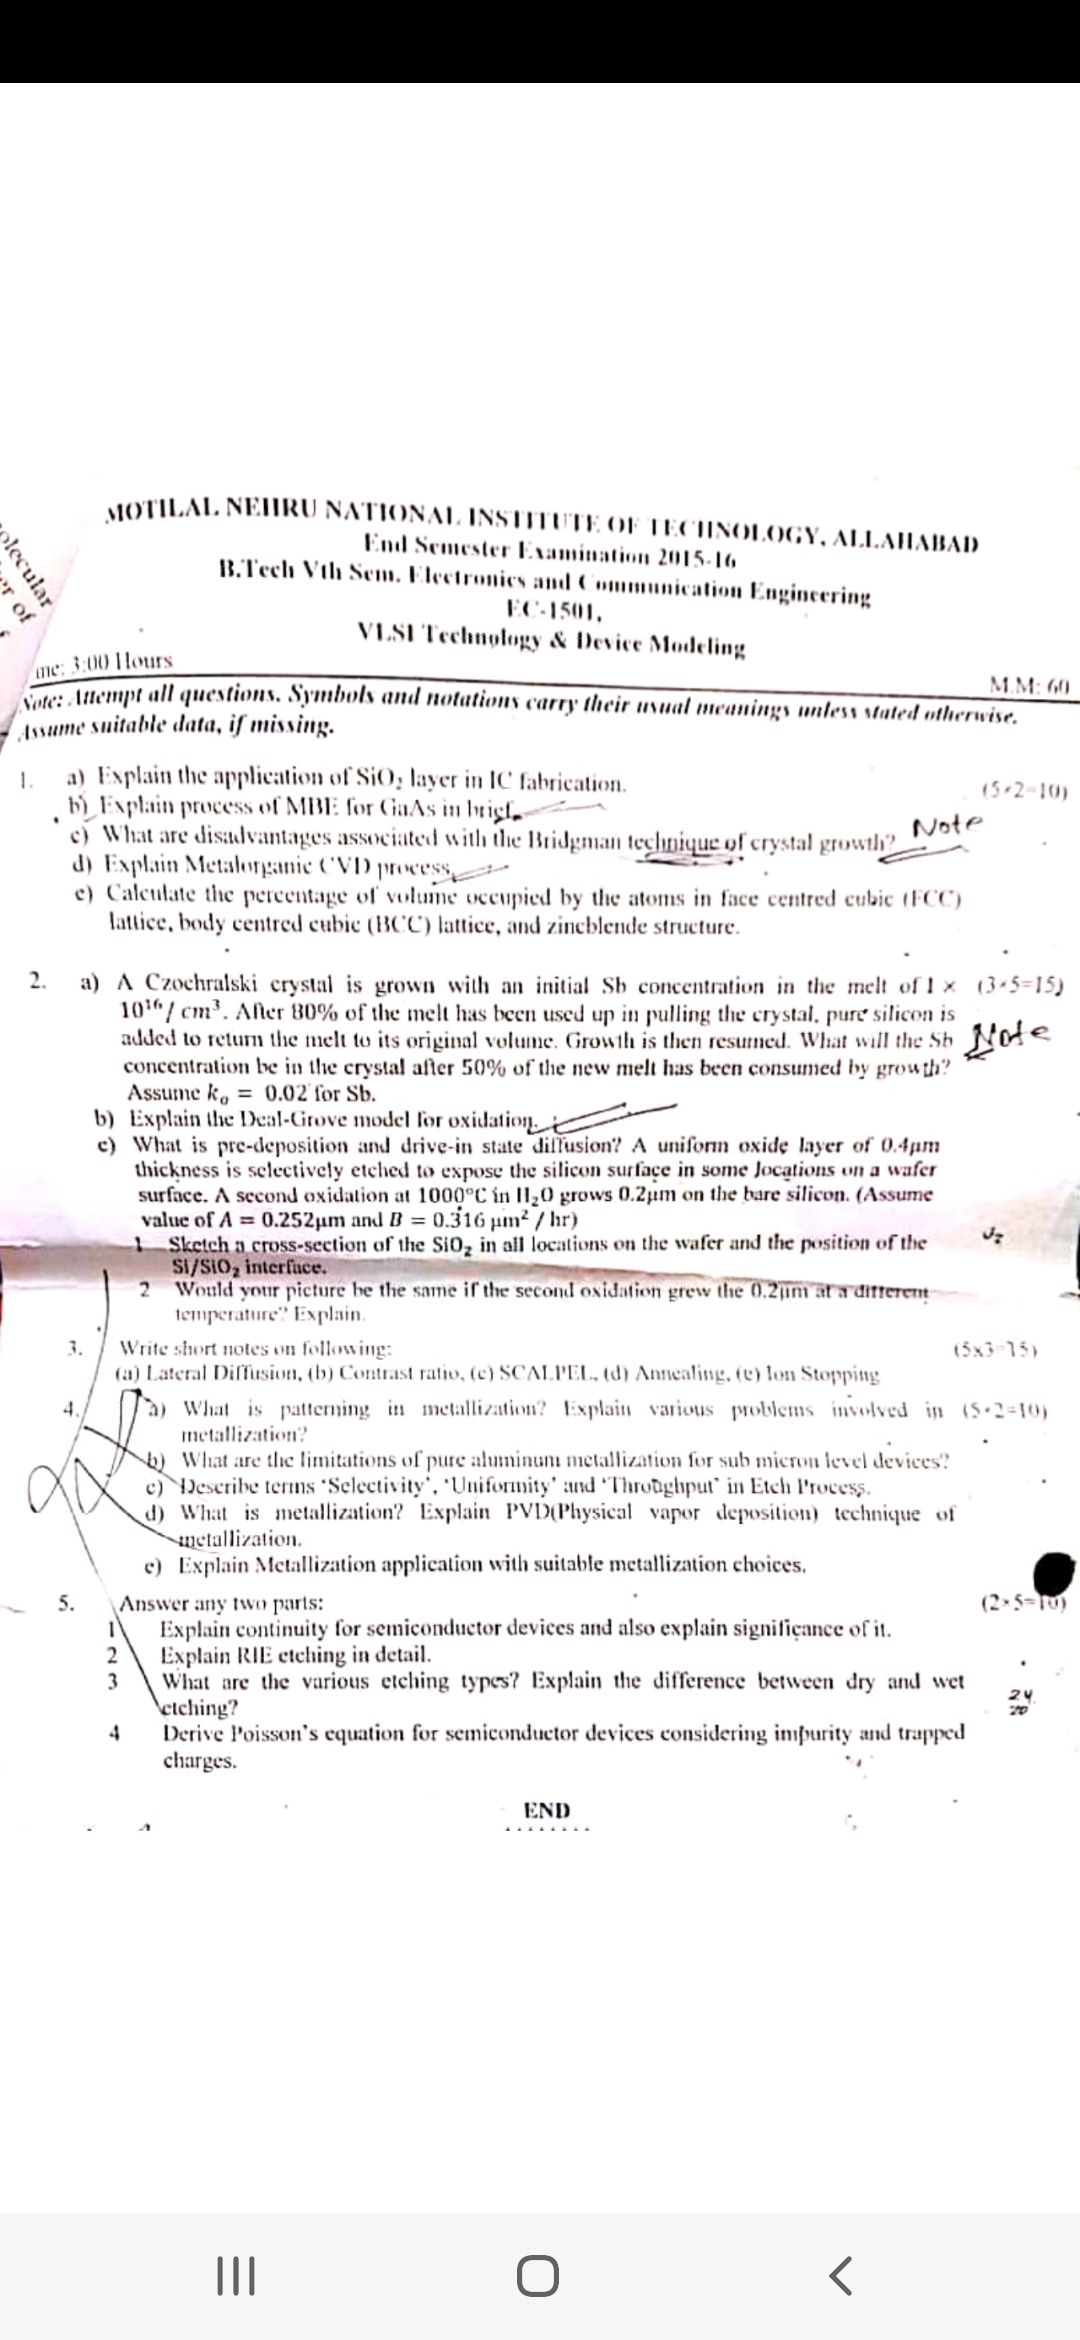 olecular
er of
MOTILAL NEHRU NATIONAL INSTITUTE OF TECHNOLOGY, ALLAHABAD
End Semester Examination 2015-16
B.Tech Vth Sem. Electronics and Communication Engineering
EC-1501,
VLSI Technology & Device Modeling
me: 3:00 Hours
M.M: 60
Note: Attempt all questions. Symbols and notations carry their usual meanings unless stated otherwise.
Assume suitable data, if missing.
1. a) Explain the application of SiO₂ layer in IC fabrication. (5×2=10)
b) Explain process of MBE for GaAs in brief.
c) What are disadvantages associated with the Bridgman technique of crystal growth? Note
d) Explain Metalorganic CVD process.
e) Calculate the percentage of volume occupied by the atoms in face centred cubic (FCC)
lattice, body centred cubic (BCC) lattice, and zincblende structure.
2. a) A Czochralski crystal is grown with an initial Sb concentration in the melt of 1 × (3×5=15)
10¹⁶/ cm³. After 80% of the melt has been used up in pulling the crystal, pure silicon is
added to return the melt to its original volume. Growth is then resumed. What will the Sb Note
concentration be in the crystal after 50% of the new melt has been consumed by growth?
Assume kₒ = 0.02 for Sb.
b) Explain the Deal-Grove model for oxidation.
c) What is pre-deposition and drive-in state diffusion? A uniform oxide layer of 0.4μm
thickness is selectively etched to expose the silicon surface in some locations on a wafer
surface. A second oxidation at 1000°C in H₂O grows 0.2μm on the bare silicon. (Assume
value of A = 0.252μm and B = 0.316 μm² / hr)
1 Sketch a cross-section of the SiO₂ in all locations on the wafer and the position of the
Si/SiO₂ interface.
2 Would your picture be the same if the second oxidation grew the 0.2μm at a different
temperature? Explain.
3. Write short notes on following: (5x3=15)
(a) Lateral Diffusion, (b) Contrast ratio, (c) SCALPEL, (d) Annealing, (e) Ion Stopping
4. a) What is patterning in metallization? Explain various problems involved in (5×2=10)
metallization?
b) What are the limitations of pure aluminum metallization for sub micron level devices?
c) Describe terms 'Selectivity', 'Uniformity' and 'Throughput' in Etch Process.
d) What is metallization? Explain PVD(Physical vapor deposition) technique of
metallization.
e) Explain Metallization application with suitable metallization choices.
5. Answer any two parts: (2×5=10)
1 Explain continuity for semiconductor devices and also explain significance of it.
2 Explain RIE etching in detail.
3 What are the various etching types? Explain the difference between dry and wet
etching?
24
20
4 Derive Poisson's equation for semiconductor devices considering impurity and trapped
charges.
END